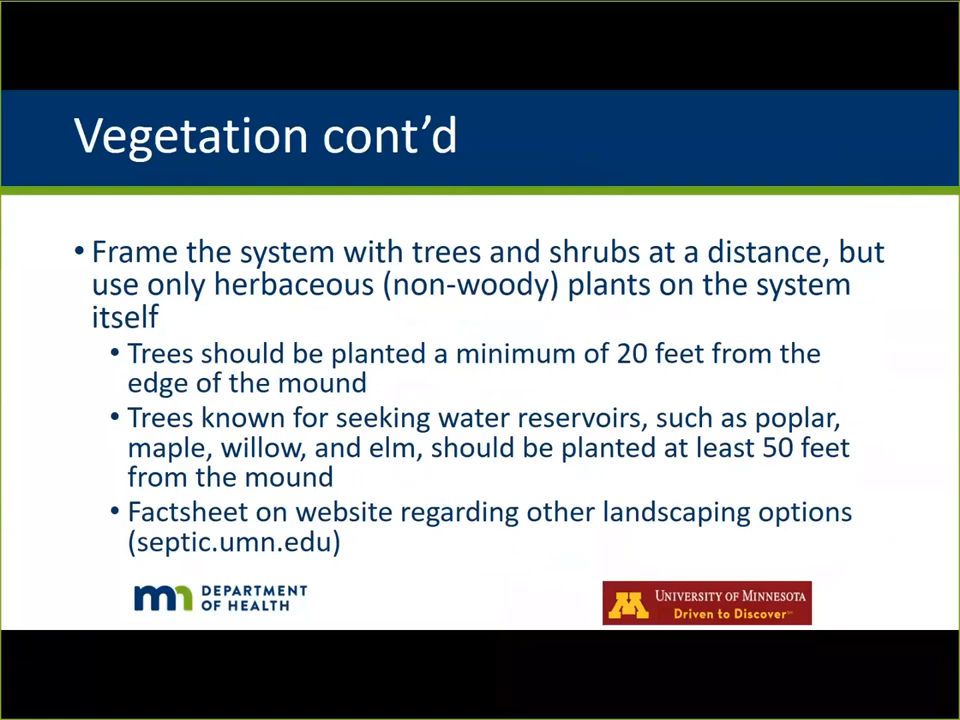 Vegetation cont’d
• Frame the system with trees and shrubs at a distance, but
use only herbaceous (non-woody) plants on the system
itself
• Trees should be planted a minimum of 20 feet from the
edge of the mound
• Trees known for seeking water reservoirs, such as poplar,
maple, willow, and elm, should be planted at least 50 feet
from the mound
• Factsheet on website regarding other landscaping options
(septic.umn.edu)
mn DEPARTMENT
OF HEALTH
M UNIVERSITY OF MINNESOTA
Driven to Discover℠